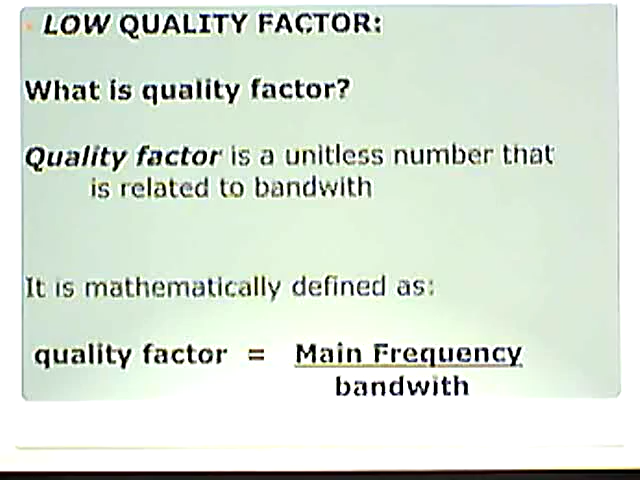 LOW QUALITY FACTOR:
What is quality factor?
Quality factor is a unitless number that
is related to bandwith
It is mathematically defined as:
quality factor = Main Frequency
bandwith